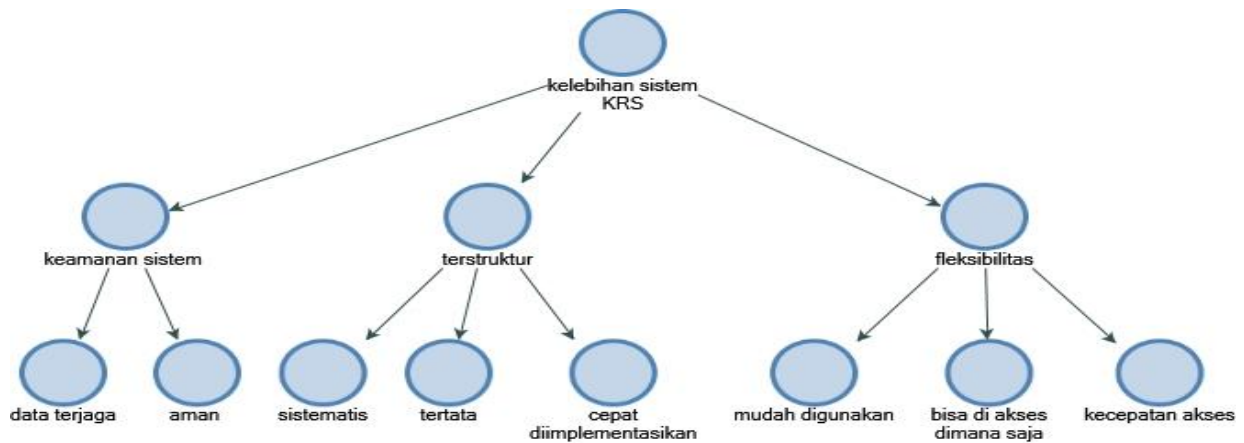 kelebihan sistem
KRS
keamanan sistem
terstruktur
fleksibilitas
data terjaga
aman
sistematis
tertata
cepat
diimplementasikan
mudah digunakan
bisa di akses
dimana saja
kecepatan akses